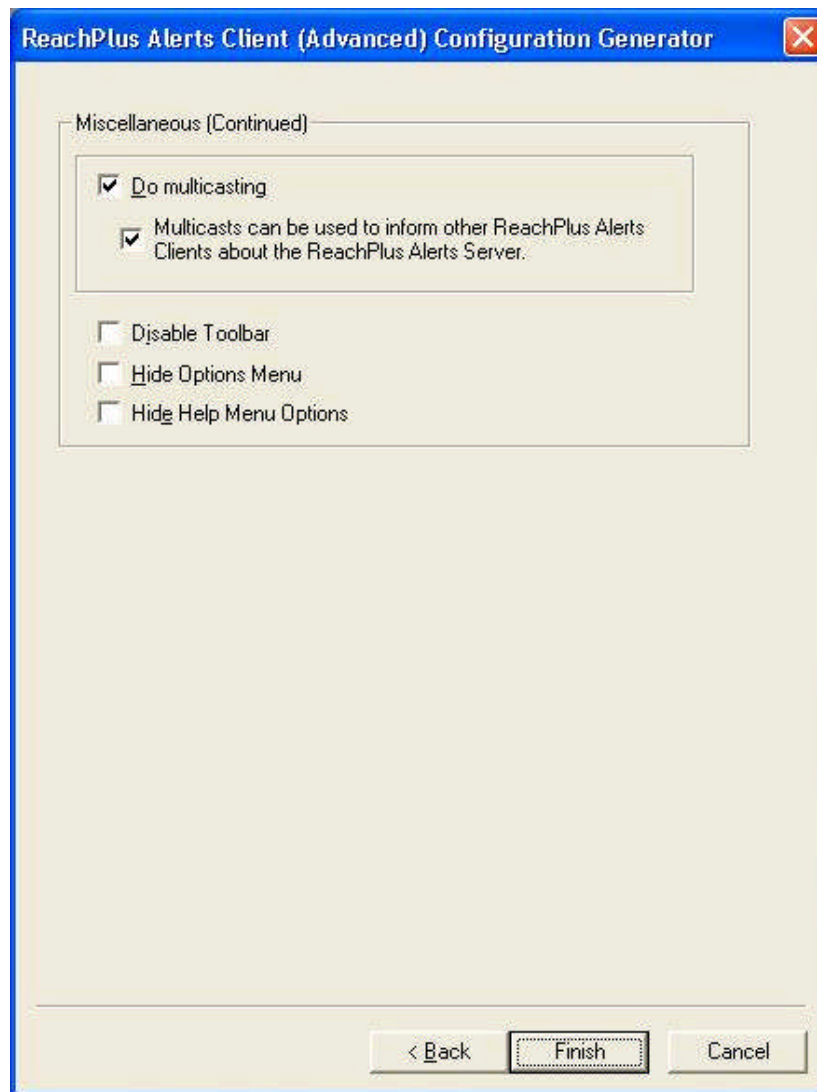 ReachPlus Alerts Client (Advanced) Configuration Generator
Miscellaneous (Continued)
Do multicasting
Multicasts can be used to inform other ReachPlus Alerts
Clients about the ReachPlus Alerts Server.
Disable Toolbar
Hide Options Menu
Hide Help Menu Options
< Back Finish Cancel